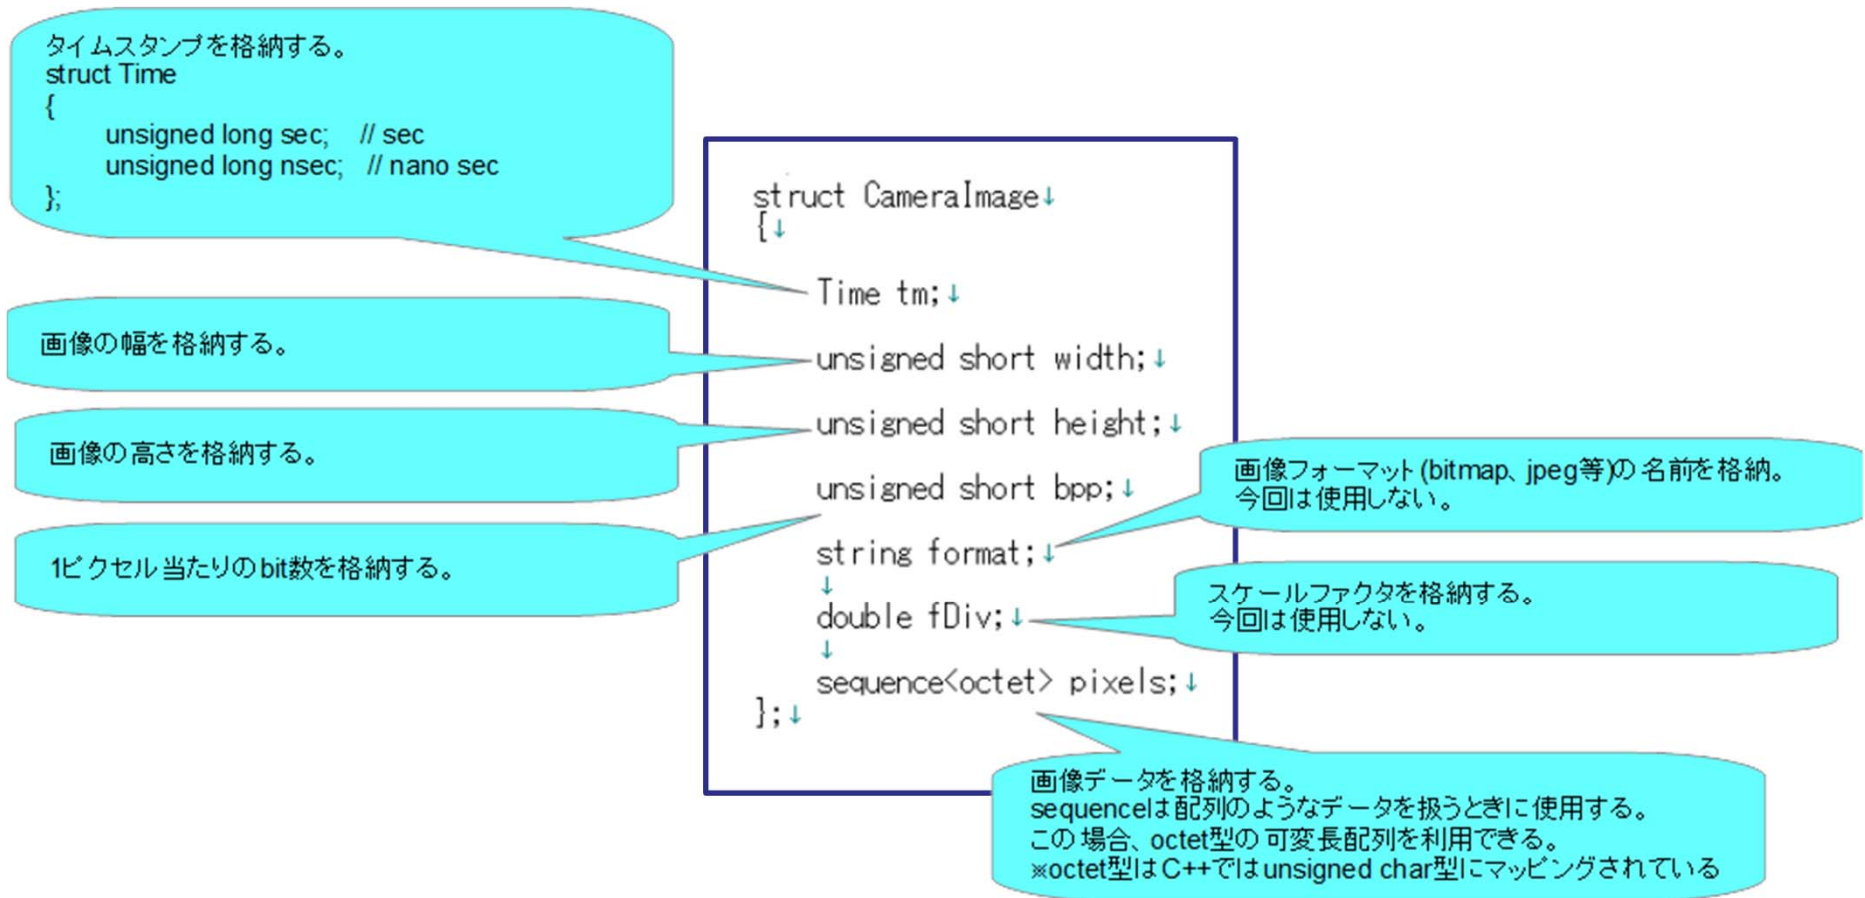 タイムスタンプを格納する。
struct Time
{
unsigned long sec; // sec
unsigned long nsec; // nano sec
};
画像の幅を格納する。
画像の高さを格納する。
1ピクセル当たりのbit数を格納する。
struct CameraImage↓
{↓
Time tm;↓
unsigned short width;↓
unsigned short height;↓
unsigned short bpp;↓
string format;↓
↓
double fDiv;↓
↓
sequence<octet> pixels;↓
};↓
画像フォーマット(bitmap、jpeg等)の名前を格納。
今回は使用しない。
スケールファクタを格納する。
今回は使用しない。
画像データを格納する。
sequenceは配列のようなデータを扱うときに使用する。
この場合、octet型の可変長配列を利用できる。
※octet型はC++ではunsigned char型にマッピングされている